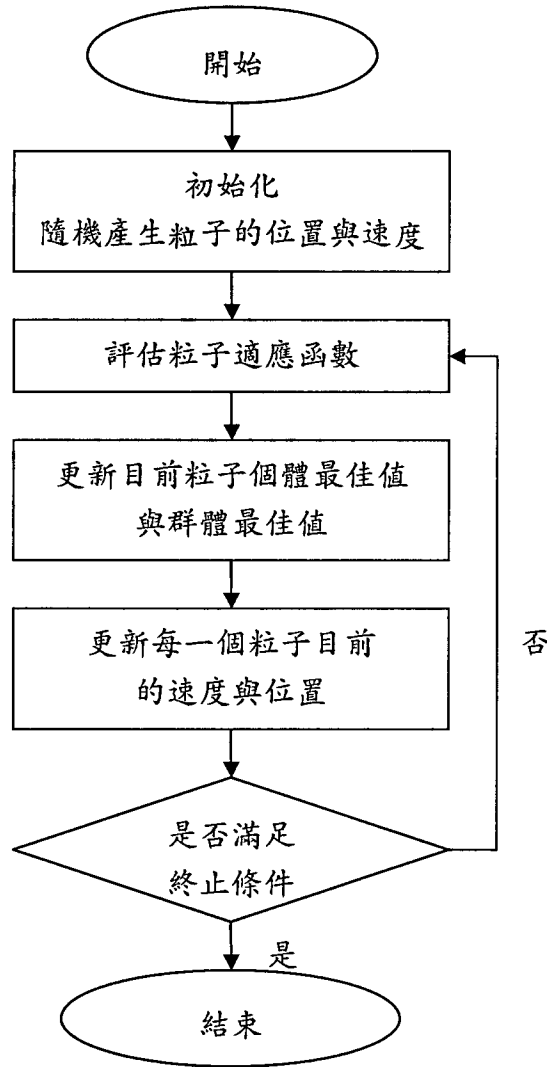 開始
初始化
隨機產生粒子的位置與速度
評估粒子適應函數
更新目前粒子個體最佳值
與群體最佳值
更新每一個粒子目前
的速度與位置
否
是否滿足
終止條件
是
結束